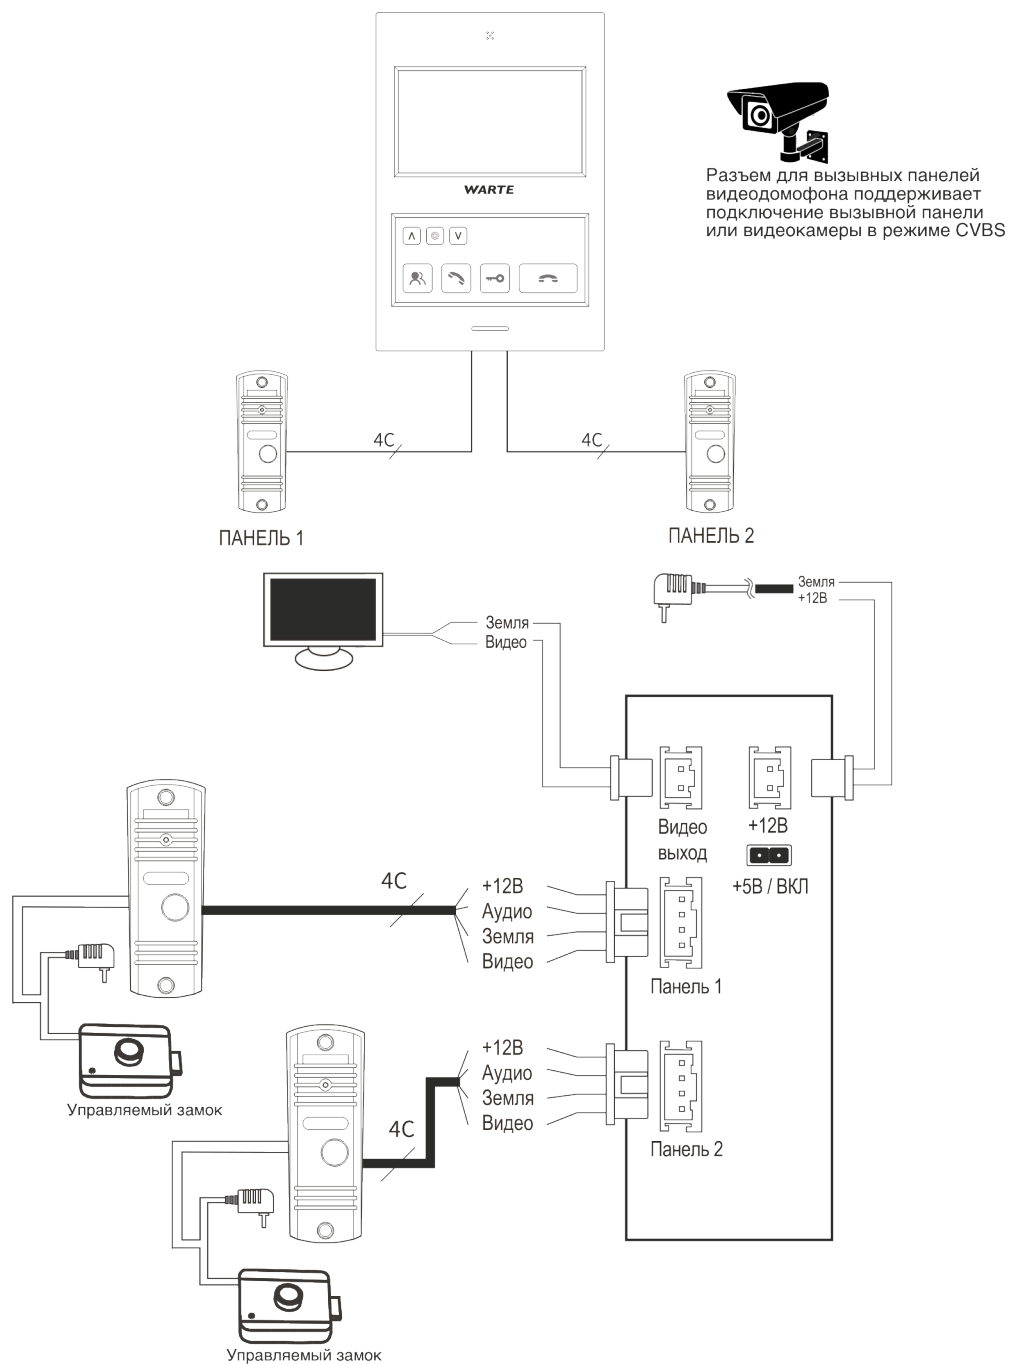 WARTE
Разъем для вызывных панелей
видеодомофона поддерживает
подключение вызывной панели
или видеокамеры в режиме CVBS
4C
4C
ПАНЕЛЬ 1
ПАНЕЛЬ 2
Земля
+12В
Земля
Видео
Видео
выход
+12В
+5В / ВКЛ
4C
+12В
Аудио
Земля
Видео
Панель 1
Управляемый замок
4C
+12В
Аудио
Земля
Видео
Панель 2
Управляемый замок